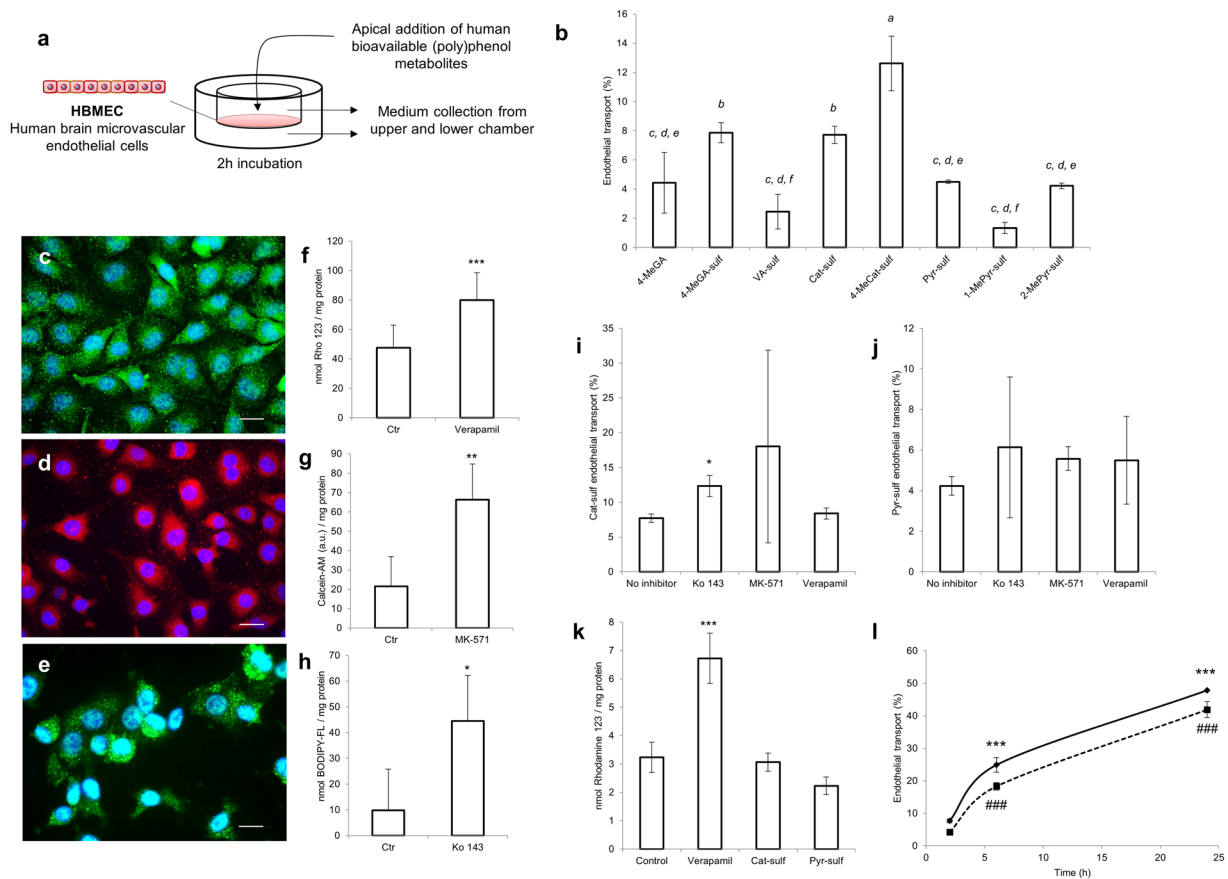 a
Apical addition of human
bioavailable (poly)phenol
metabolites
HBMEC
Human brain microvascular
endothelial cells
Medium collection from
upper and lower chamber
2h incubation
b
Endothelial transport (%)
16
14
12
10
8
6
4
2
0
c, d, e
b
c, d, f
b
a
c, d, e
c, d, f
c, d, e
4-MeGA
4-MeGA-sulf
VA-sulf
Cat-sulf
4-MeCat-sulf
Pyr-sulf
1-MePyr-sulf
2-MePyr-sulf
c
f
nmol Rho 123 / mg protein
120
100
80
60
40
20
0
***
Ctr
Verapamil
d
g
Calcein-AM (a.u.) / mg protein
90
80
70
60
50
40
30
20
10
0
**
Ctr
MK-571
e
h
nmol BODIPY-FL / mg protein
70
60
50
40
30
20
10
0
*
Ctr
Ko 143
i
Cat-sulf endothelial transport (%)
35
30
25
20
15
10
5
0
*
No inhibitor
Ko 143
MK-571
Verapamil
j
Pyr-sulf endothelial transport (%)
12
10
8
6
4
2
0
No inhibitor
Ko 143
MK-571
Verapamil
k
nmol Rhodamine 123 / mg protein
8
7
6
5
4
3
2
1
0
***
Control
Verapamil
Cat-sulf
Pyr-sulf
l
Endothelial transport (%)
60
50
40
30
20
10
0
***
###
***
###
0
5
10
15
20
25
Time (h)